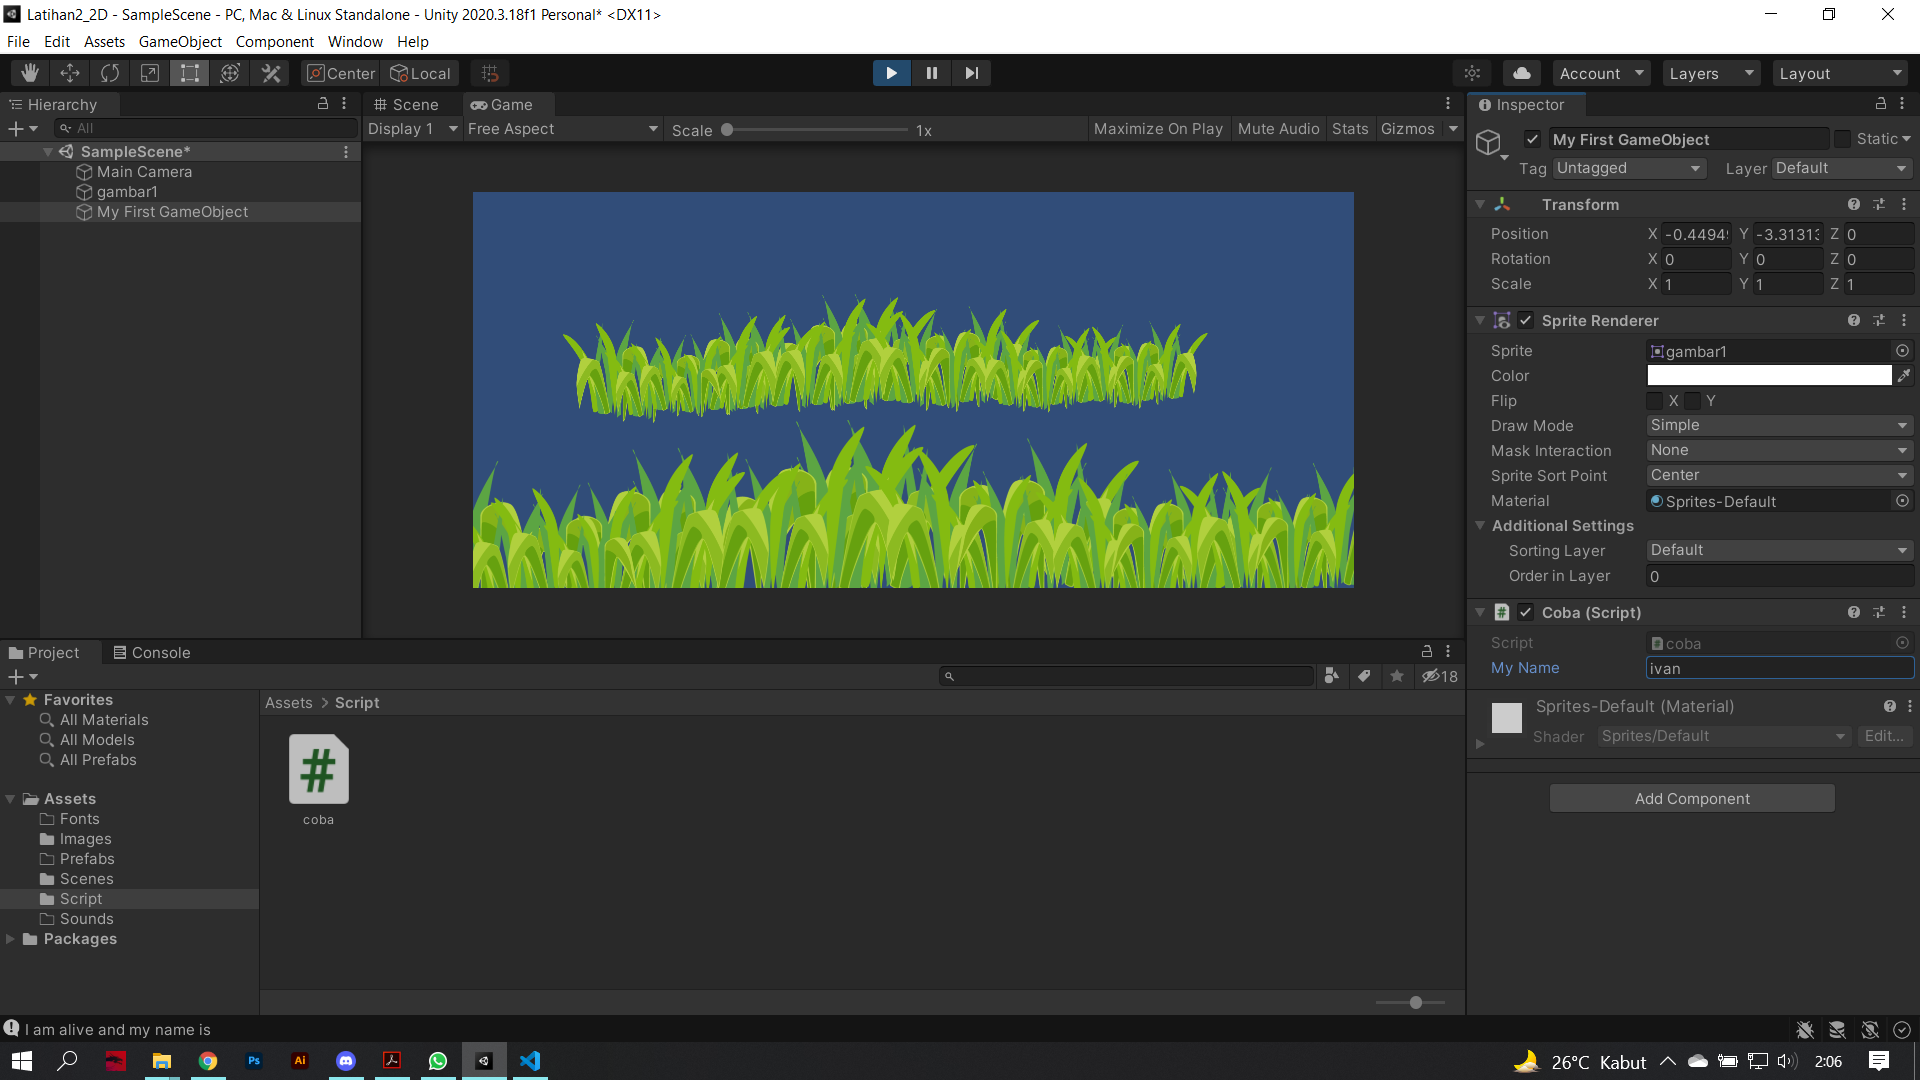 Latihan2_2D - SampleScene - PC, Mac & Linux Standalone - Unity 2020.3.18f1 Personal* <DX11>
File Edit Assets GameObject Component Window Help
Center Local Account Layers Layout
Hierarchy
All
SampleScene*
Main Camera
gambar1
My First GameObject
Scene Game
Display 1 Free Aspect Scale 1x Maximize On Play Mute Audio Stats Gizmos
Inspector
My First GameObject Static
Tag Untagged Layer Default
Transform
Position X -0.4494 Y -3.3131 Z 0
Rotation X 0 Y 0 Z 0
Scale X 1 Y 1 Z 1
Sprite Renderer
Sprite gambar1
Color
Flip X Y
Draw Mode Simple
Mask Interaction None
Sprite Sort Point Center
Material Sprites-Default
Additional Settings
Sorting Layer Default
Order in Layer 0
# Coba (Script)
Script coba
My Name ivan
Sprites-Default (Material)
Shader Sprites/Default Edit...
Add Component
Project Console
18
Favorites
All Materials
All Models
All Prefabs
Assets
Fonts
Images
Prefabs
Scenes
Script
Sounds
Packages
Assets > Script
#
coba
I am alive and my name is
Ps Ai
26°C Kabut 2:06